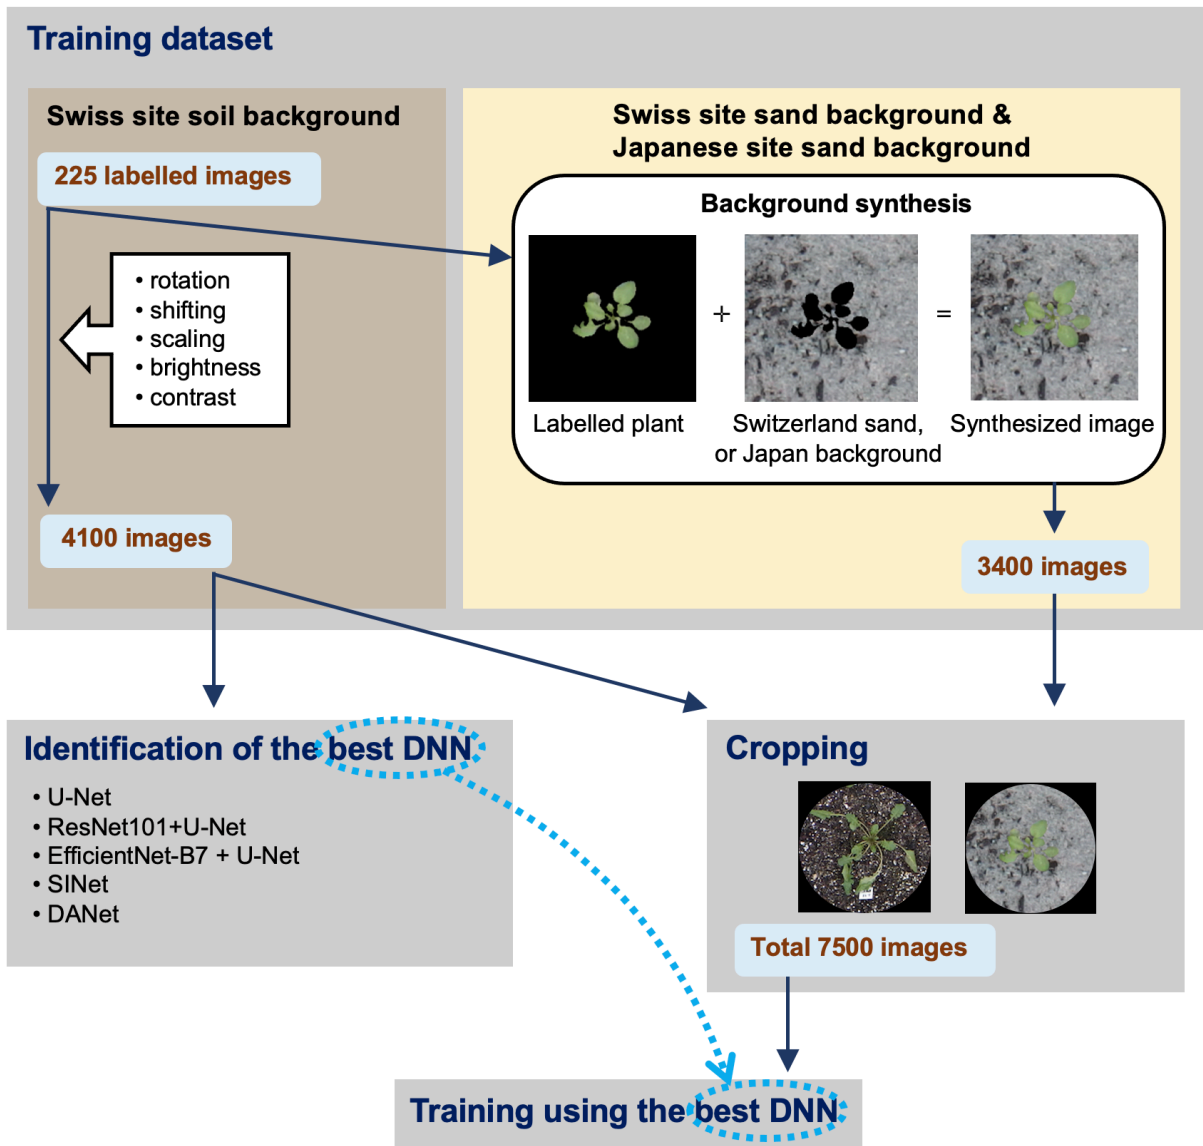 Training dataset
Swiss site soil background
225 labelled images
• rotation
• shifting
• scaling
• brightness
• contrast
4100 images
Swiss site sand background &
Japanese site sand background
Background synthesis
+
=
Labelled plant
Switzerland sand,
or Japan background
Synthesized image
3400 images
Identification of the best DNN
• U-Net
• ResNet101+U-Net
• EfficientNet-B7 + U-Net
• SINet
• DANet
Cropping
Total 7500 images
Training using the best DNN